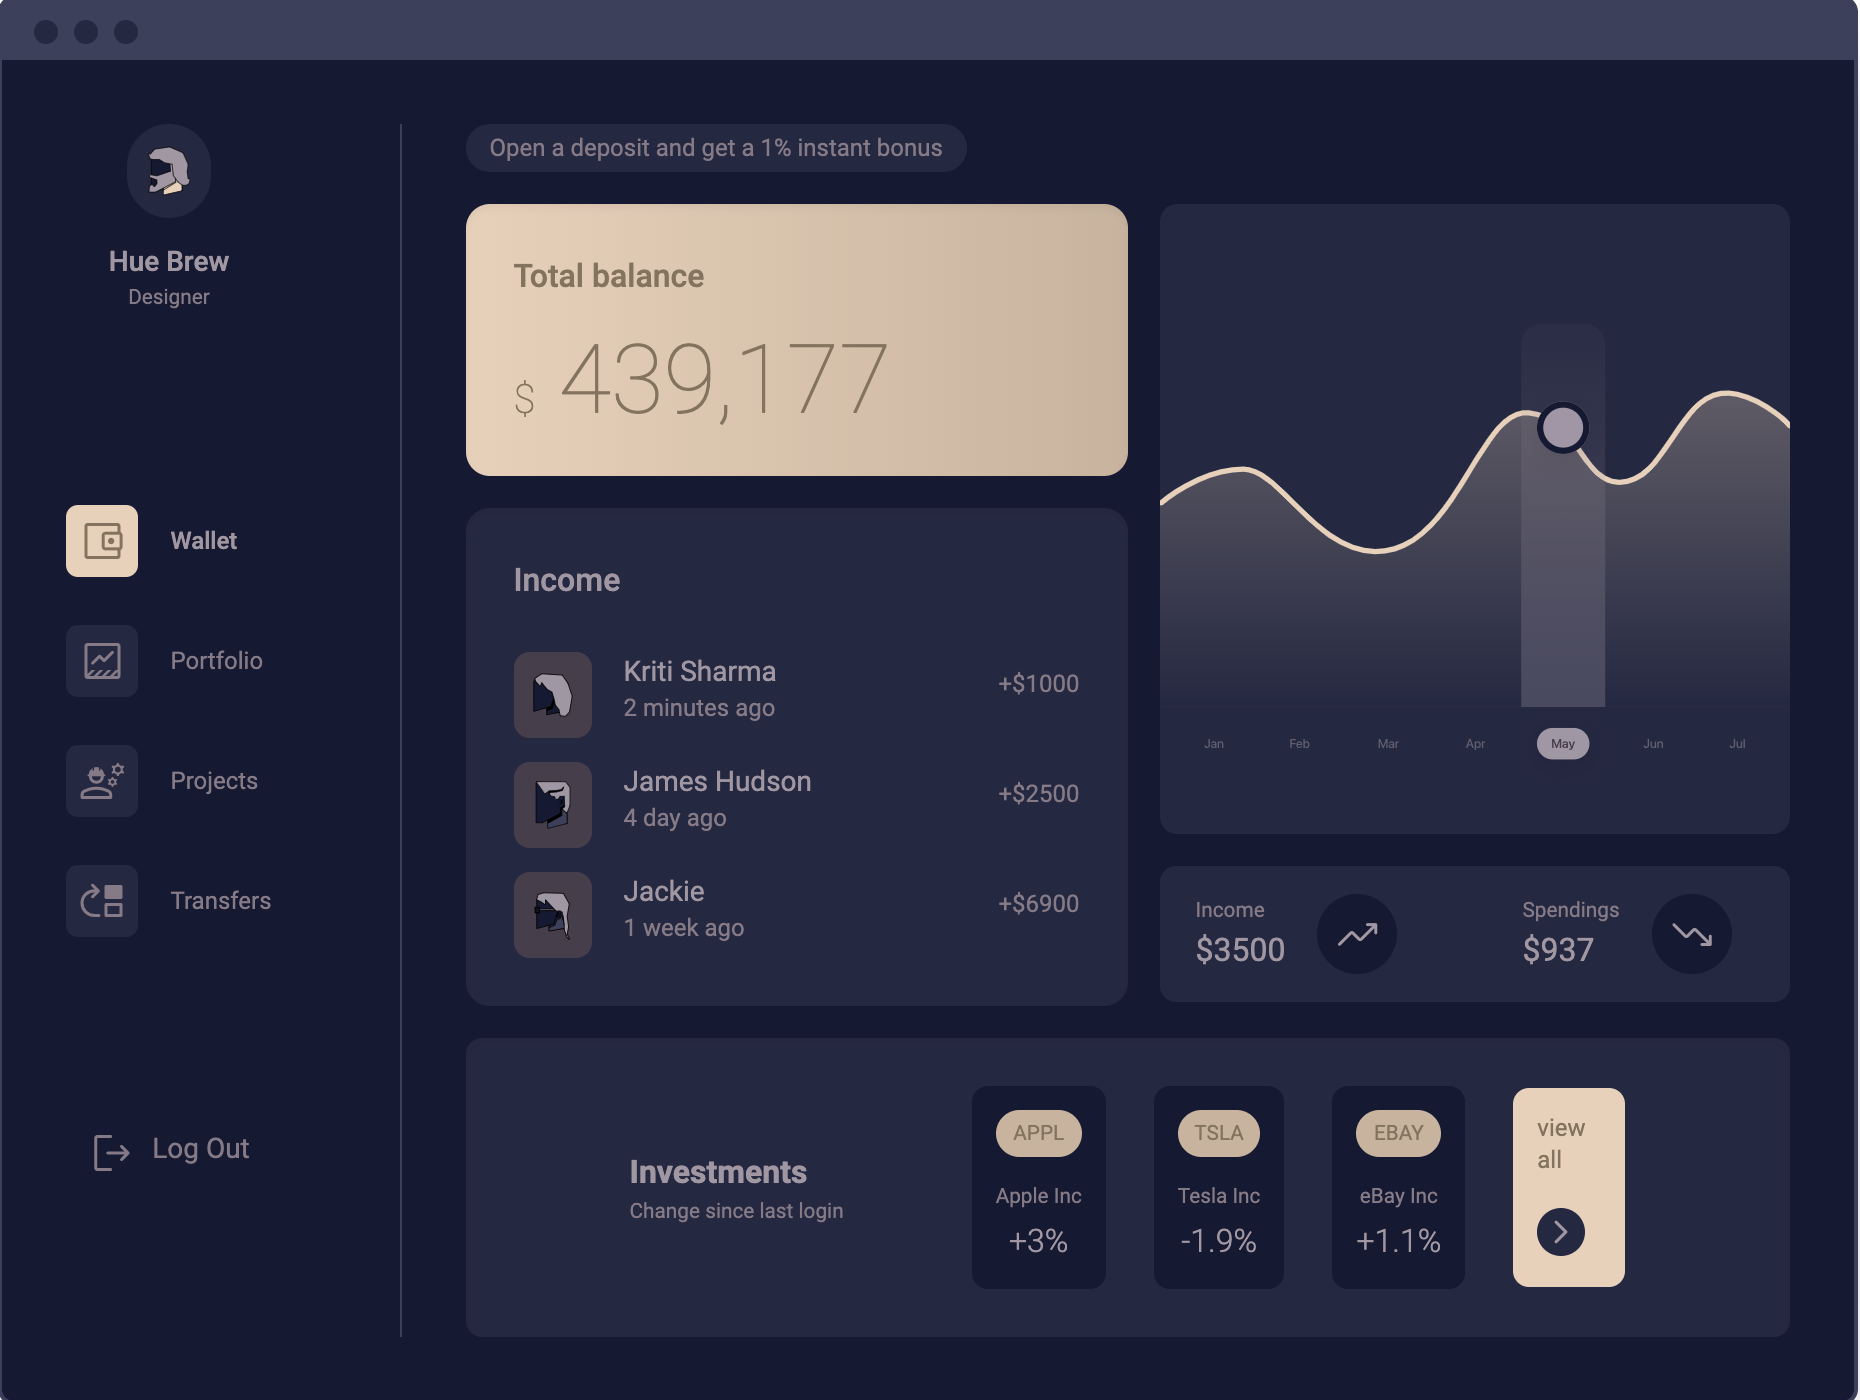 Hue Brew
Designer
Wallet
Portfolio
Projects
Transfers
Log Out
Open a deposit and get a 1% instant bonus
Total balance
$ 439,177
Income
Kriti Sharma
2 minutes ago
+$1000
James Hudson
4 day ago
+$2500
Jackie
1 week ago
+$6900
Jan Feb Mar Apr May Jun Jul
Income
$3500
Spendings
$937
Investments
Change since last login
APPL
Apple Inc
+3%
TSLA
Tesla Inc
-1.9%
EBAY
eBay Inc
+1.1%
view
all